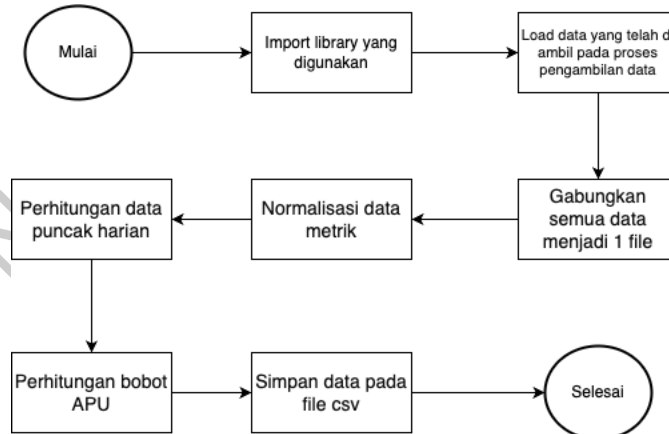 Mulai
Import library yang
digunakan
Load data yang telah d
ambil pada proses
pengambilan data
Gabungkan
semua data
menjadi 1 file
Normalisasi data
metrik
Perhitungan data
puncak harian
Perhitungan bobot
APU
Simpan data pada
file csv
Selesai